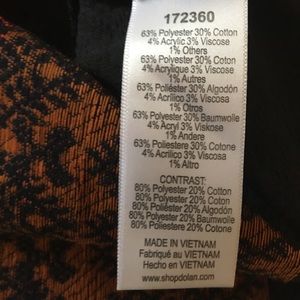 172360
63% Polyester 30% Cotton
4% Acrylic 3% Viscose
1% Others
63% Polyester 30% Coton
4% Acrylique 3% Viscose
1% Autres
63% Poliéster 30% Algodón
4% Acrílico 3% Viscosa
1% Otros
63% Polyester 30% Baumwolle
4% Acryl 3% Viskose
1% Andere
63% Poliestere 30% Cotone
4% Acrilico 3% Viscosa
1% Altro
CONTRAST:
80% Polyester 20% Cotton
80% Polyester 20% Coton
80% Poliéster 20% Algodón
80% Polyester 20% Baumwolle
80% Poliestere 20% Cotone
MADE IN VIETNAM
Fabriqué au VIETNAM
Hecho en VIETNAM
www.shopdolan.com